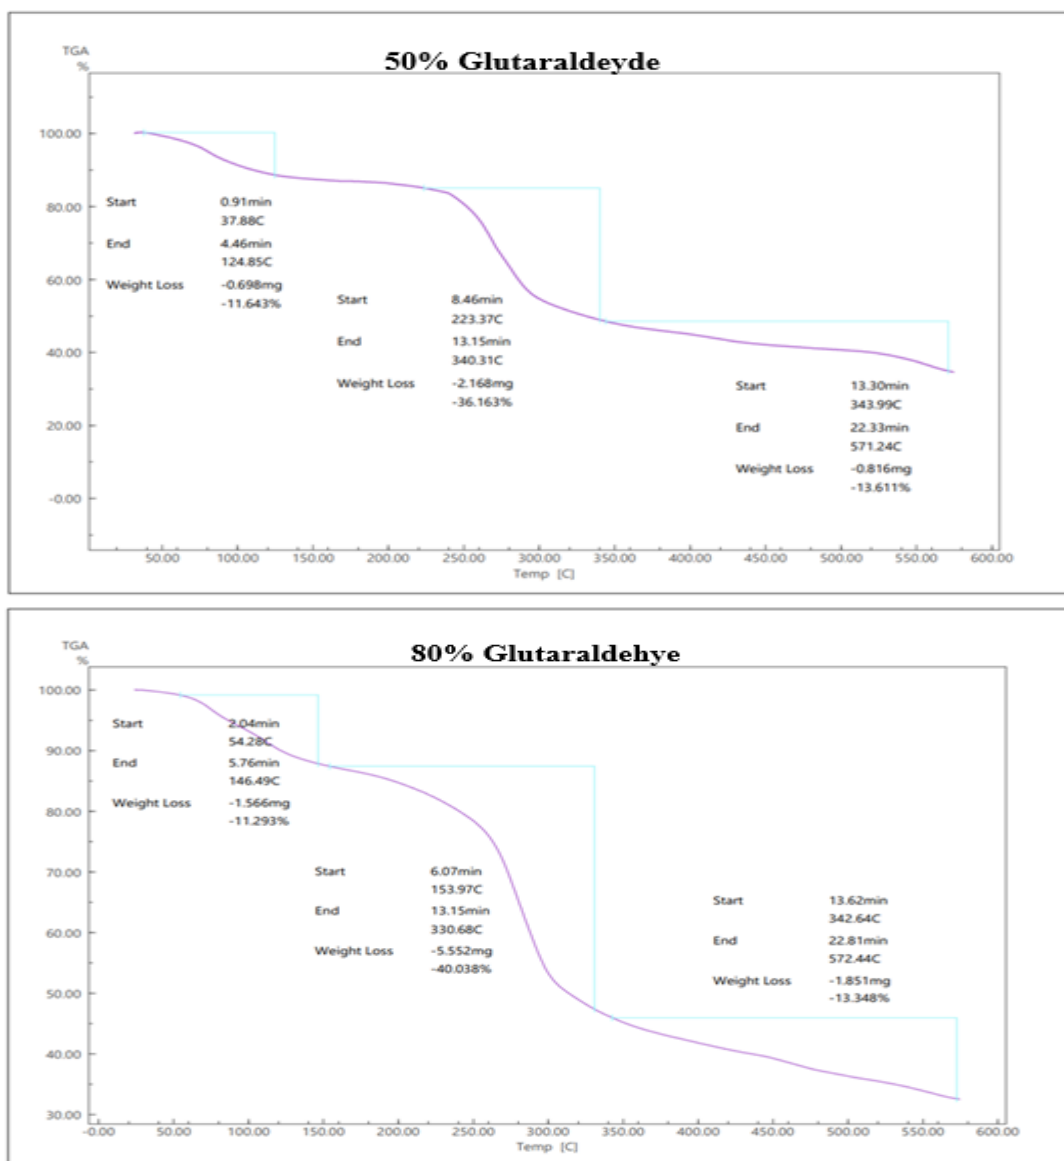 50% Glutaraldeyde
TGA
%
100.00
80.00
60.00
40.00
20.00
-0.00
Start 0.91min
37.88C
End 4.46min
124.85C
Weight Loss -0.698mg
-11.643%
Start 8.46min
223.37C
End 13.15min
340.31C
Weight Loss -2.168mg
-36.163%
Start 13.30min
343.99C
End 22.33min
571.24C
Weight Loss -0.816mg
-13.611%
50.00 100.00 150.00 200.00 250.00 300.00 350.00 400.00 450.00 500.00 550.00 600.00
Temp [C]
80% Glutaraldehye
TGA
%
100.00
90.00
80.00
70.00
60.00
50.00
40.00
30.00
Start 2.04min
54.28C
End 5.76min
146.49C
Weight Loss -1.566mg
-11.293%
Start 6.07min
153.97C
End 13.15min
330.68C
Weight Loss -5.552mg
-40.038%
Start 13.62min
342.64C
End 22.81min
572.44C
Weight Loss -1.851mg
-13.348%
-0.00 50.00 100.00 150.00 200.00 250.00 300.00 350.00 400.00 450.00 500.00 550.00 600.00
Temp [C]